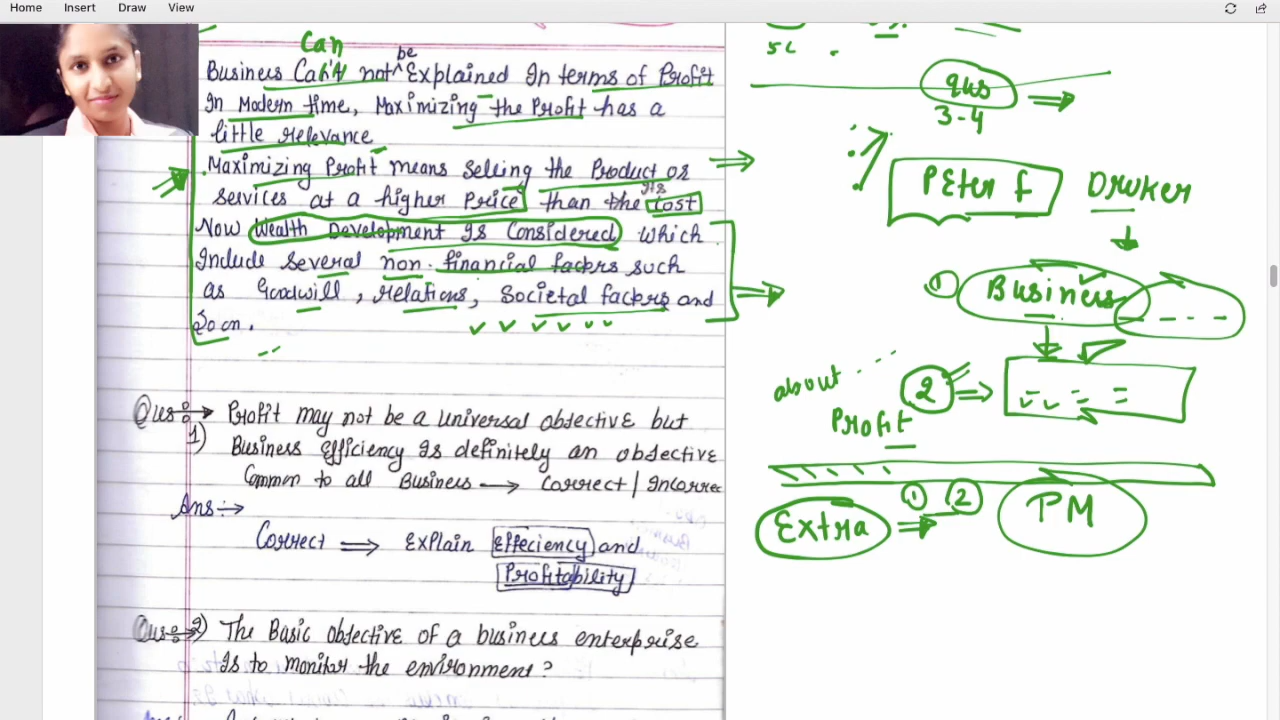 Home Insert Draw View
Can
be
Business Can't not ^ Explained In terms of Profit
In Modern time, Maximizing the Profit has a
little relevance
Maximizing Profit means Selling the Product or
its
services at a higher Price than the Cost
Now Wealth Development Is Considered which
Include Several non-financial factors such
as Goodwill, relations, Societal factors and
So on.
Qus → Profit may not be a universal obJective but
1) Business Efficiency Is definitely an obJective
Common to all Business → Correct / Incorrec
Ans:→
Correct ⇒ Explain Effeciency and
Profitability
Qus → 2) The Basic obJective of a business enterprise
Is to monitor the environment?
SC .
qus
3-4
PEter f DRuKER
① Business
about ...
② ⇒
Profit
① ②
Extra ⇒ PM